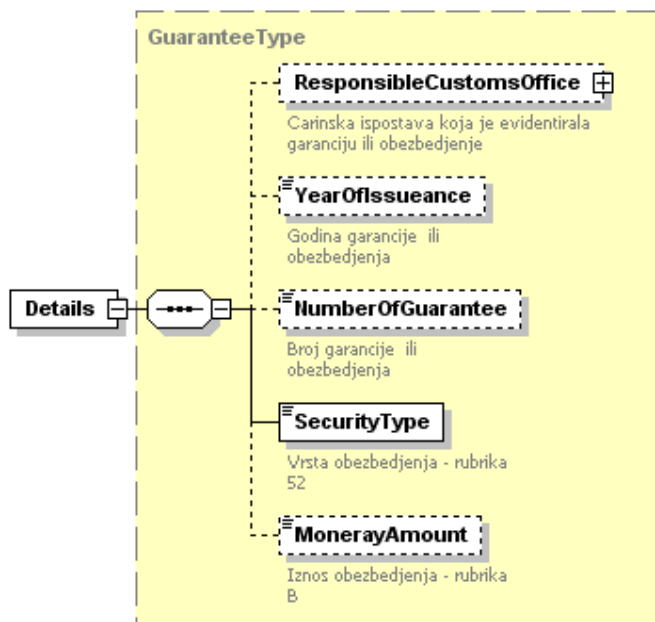 GuaranteeType
ResponsibleCustomsOffice
Carinska ispostava koja je evidentirala
garanciju ili obezbedjenje
YearOfIssueance
Godina garancije ili
obezbedjenja
Details
NumberOfGuarantee
Broj garancije ili
obezbedjenja
SecurityType
Vrsta obezbedjenja - rubrika
52
MonerayAmount
Iznos obezbedjenja - rubrika
B